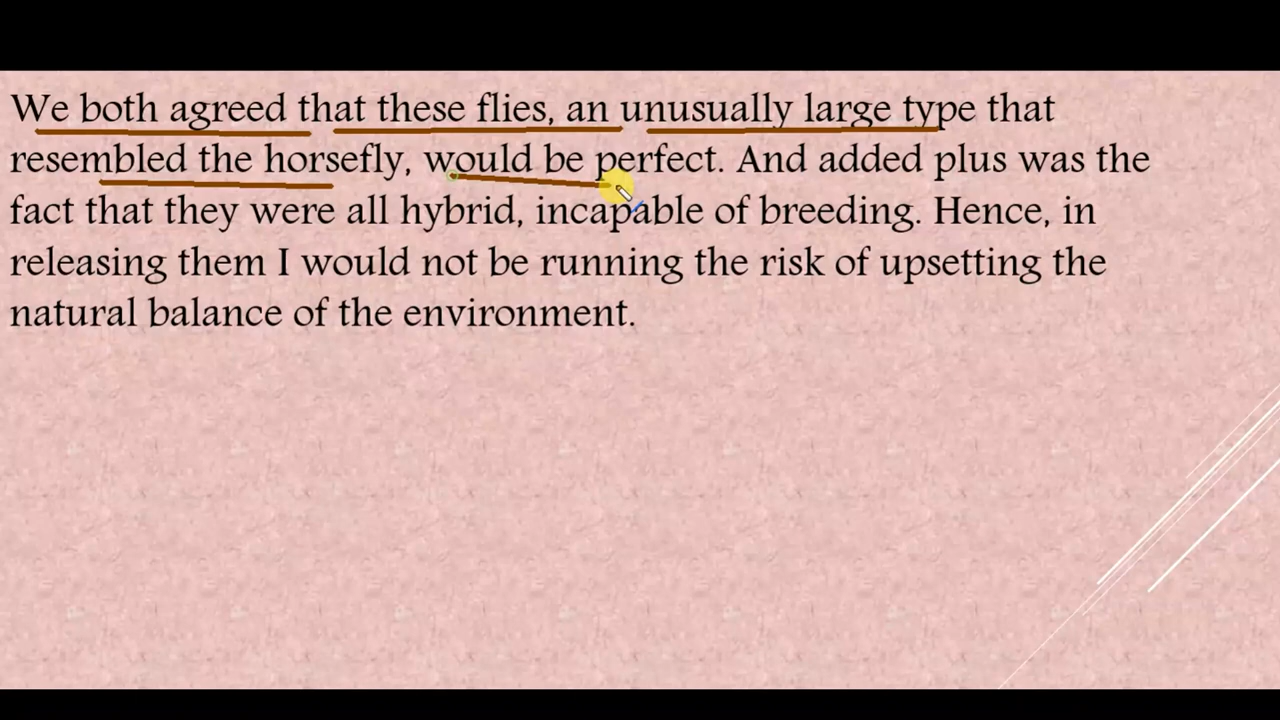 We both agreed that these flies, an unusually large type that
resembled the horsefly, would be perfect. And added plus was the
fact that they were all hybrid, incapable of breeding. Hence, in
releasing them I would not be running the risk of upsetting the
natural balance of the environment.